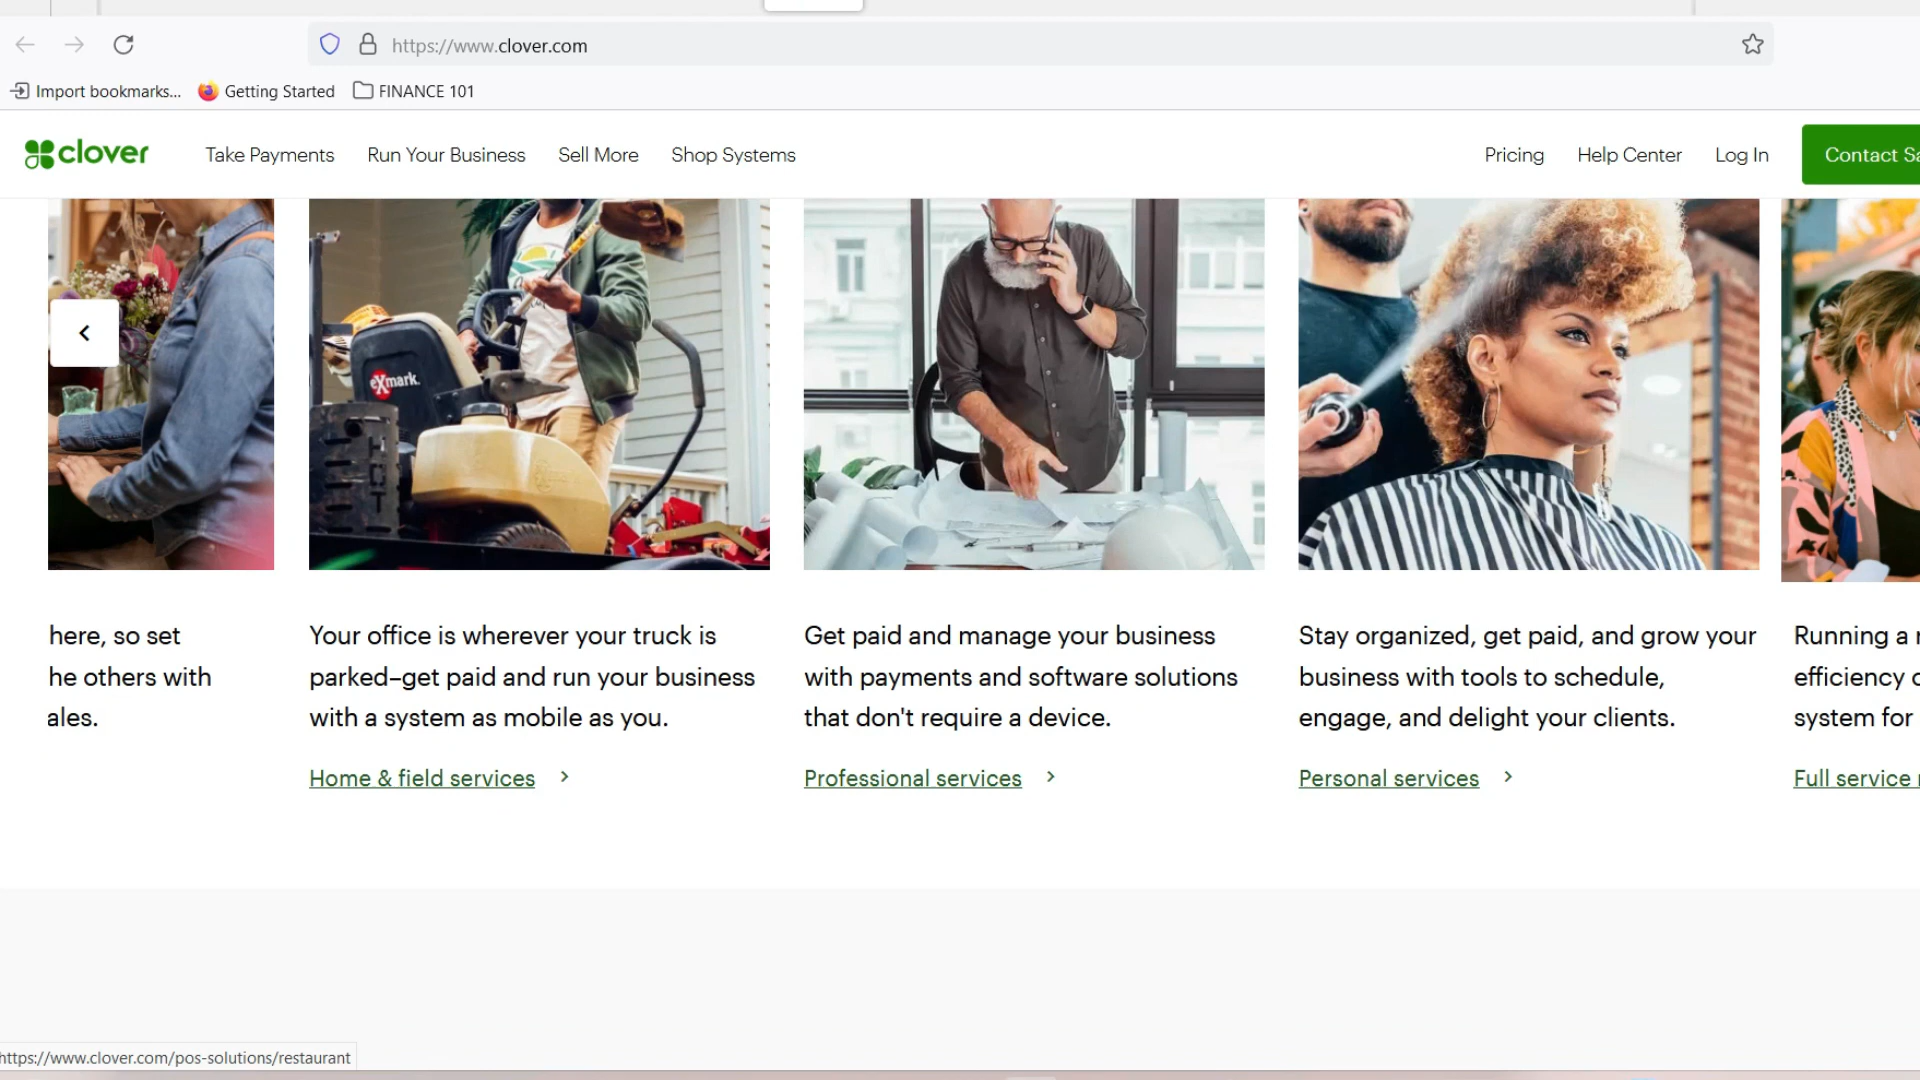 https://www.clover.com
Import bookmarks...
Getting Started
FINANCE 101
clover
Take Payments
Run Your Business
Sell More
Shop Systems
Pricing
Help Center
Log In
Contact Sa
eXmark
here, so set
he others with
ales.
Your office is wherever your truck is
parked–get paid and run your business
with a system as mobile as you.
Home & field services
Get paid and manage your business
with payments and software solutions
that don't require a device.
Professional services
Stay organized, get paid, and grow your
business with tools to schedule,
engage, and delight your clients.
Personal services
Running a
efficiency
system for
Full service
https://www.clover.com/pos-solutions/restaurant